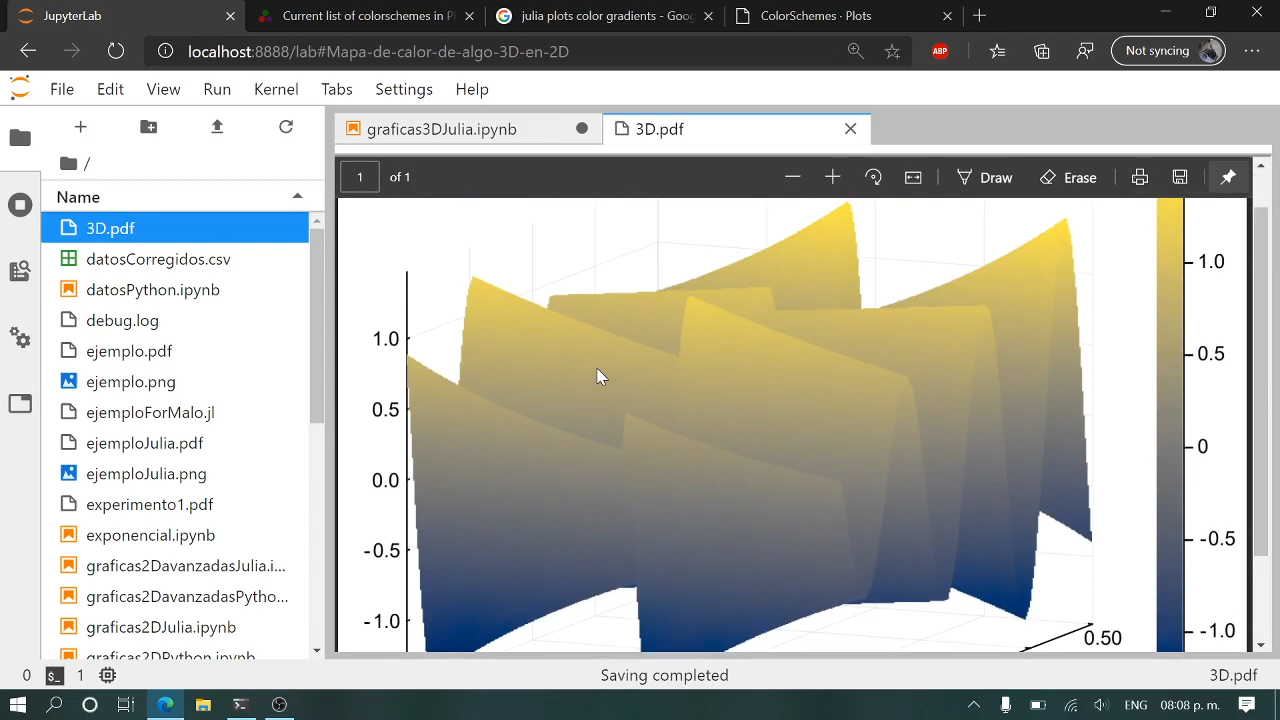 JupyterLab
Current list of colorschemes in Pl
julia plots color gradients - Goog
ColorSchemes · Plots
localhost:8888/lab#Mapa-de-calor-de-algo-3D-en-2D
ABP
Not syncing
File Edit View Run Kernel Tabs Settings Help
graficas3DJulia.ipynb
3D.pdf
/
1 of 1
Draw
Erase
Name
3D.pdf
datosCorregidos.csv
datosPython.ipynb
debug.log
ejemplo.pdf
ejemplo.png
ejemploForMalo.jl
ejemploJulia.pdf
ejemploJulia.png
experimento1.pdf
exponencial.ipynb
graficas2DavanzadasJulia.i...
graficas2DavanzadasPytho...
graficas2DJulia.ipynb
graficas2DPython.ipynb
1.0
0.5
0.0
-0.5
-1.0
0.50
1.0
0.5
0
-0.5
-1.0
0 $_ 1
Saving completed
3D.pdf
ENG 08:08 p. m.